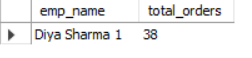 emp_name total_orders
Diya Sharma 1 38